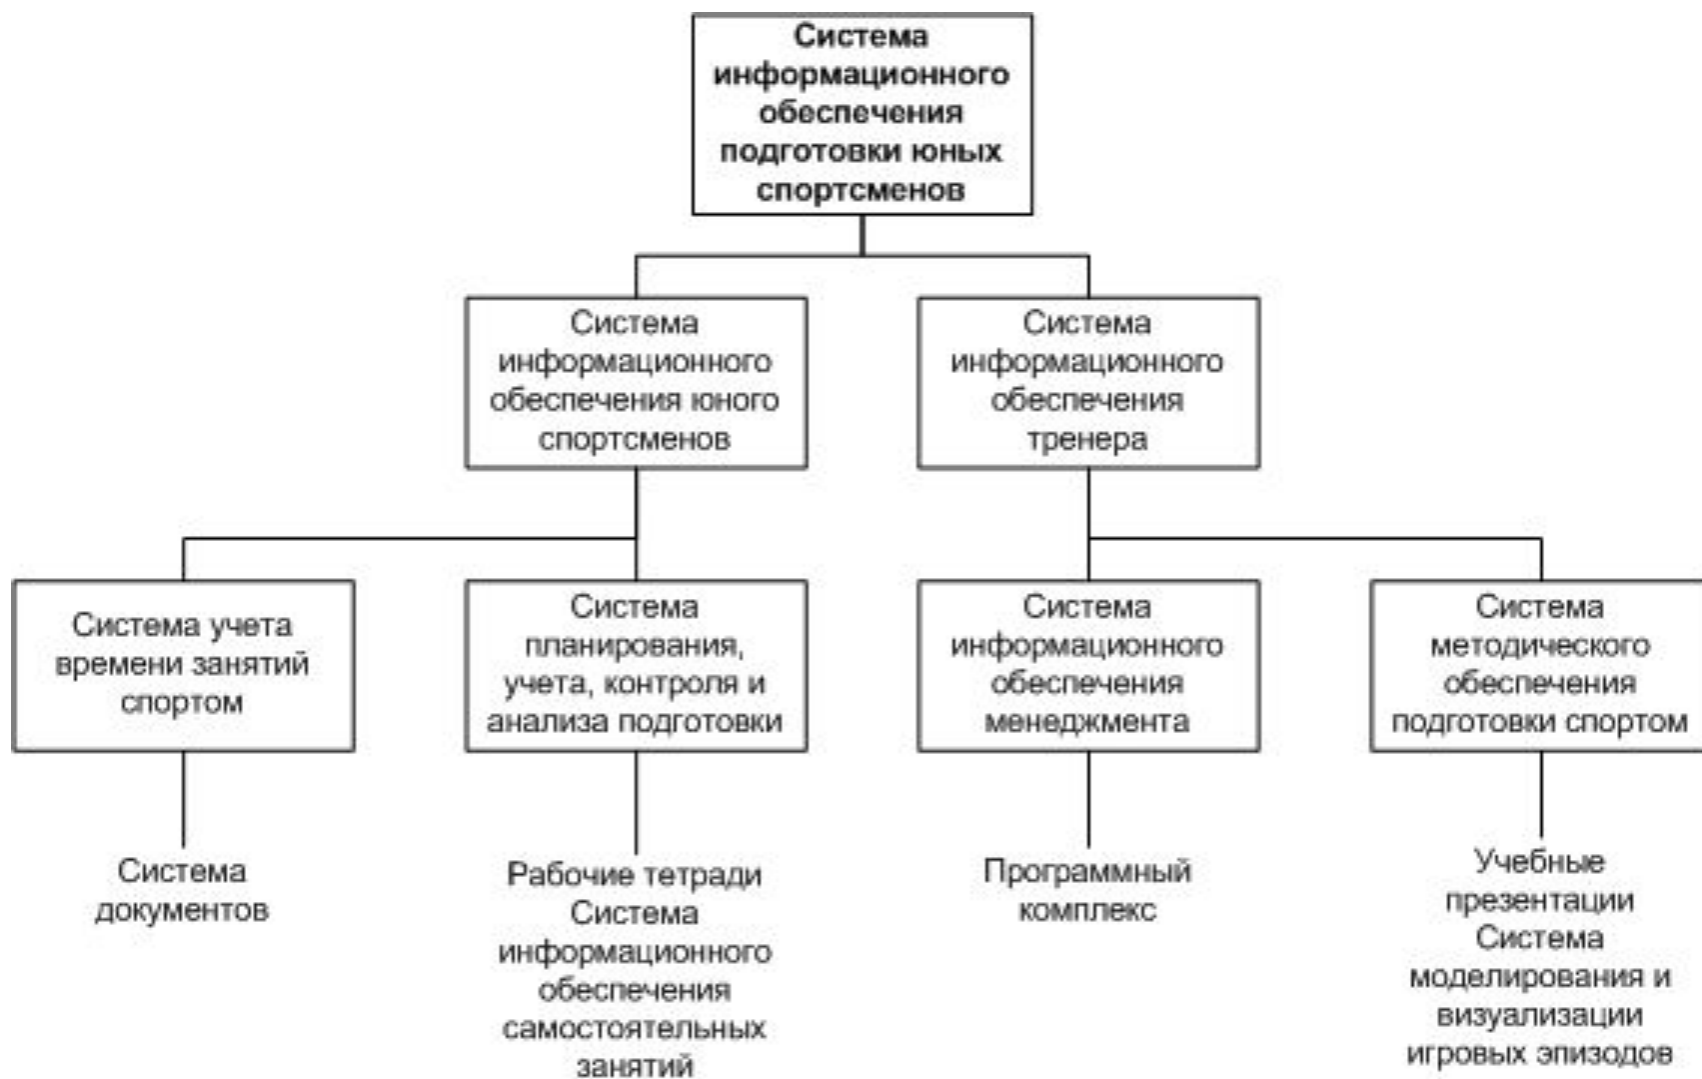 Система
информационного
обеспечения
подготовки юных
спортсменов
Система
информационного
обеспечения юного
спортсменов
Система
информационного
обеспечения
тренера
Система учета
времени занятий
спортом
Система
планирования,
учета, контроля и
анализа подготовки
Система
информационного
обеспечения
менеджмента
Система
методического
обеспечения
подготовки спортом
Система
документов
Рабочие тетради
Система
информационного
обеспечения
самостоятельных
занятий
Программный
комплекс
Учебные
презентации
Система
моделирования и
визуализации
игровых эпизодов